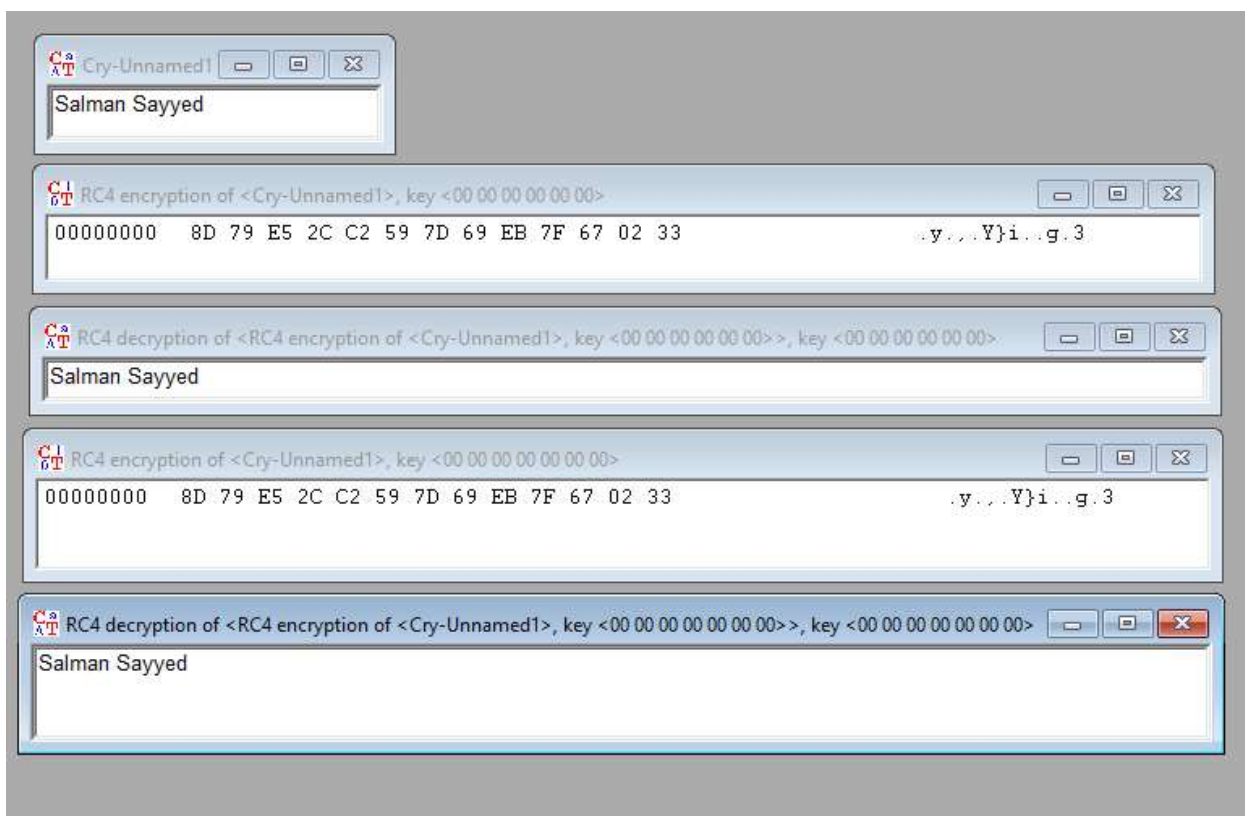 Cry-Unnamed1
Salman Sayyed
RC4 encryption of <Cry-Unnamed1>, key <00 00 00 00 00 00>
00000000 8D 79 E5 2C C2 59 7D 69 EB 7F 67 02 33 .y.,.Y}i..g.3
RC4 decryption of <RC4 encryption of <Cry-Unnamed1>, key <00 00 00 00 00 00>>, key <00 00 00 00 00 00>
Salman Sayyed
RC4 encryption of <Cry-Unnamed1>, key <00 00 00 00 00 00 00>
00000000 8D 79 E5 2C C2 59 7D 69 EB 7F 67 02 33 .y.,.Y}i..g.3
RC4 decryption of <RC4 encryption of <Cry-Unnamed1>, key <00 00 00 00 00 00 00>>, key <00 00 00 00 00 00 00>
Salman Sayyed